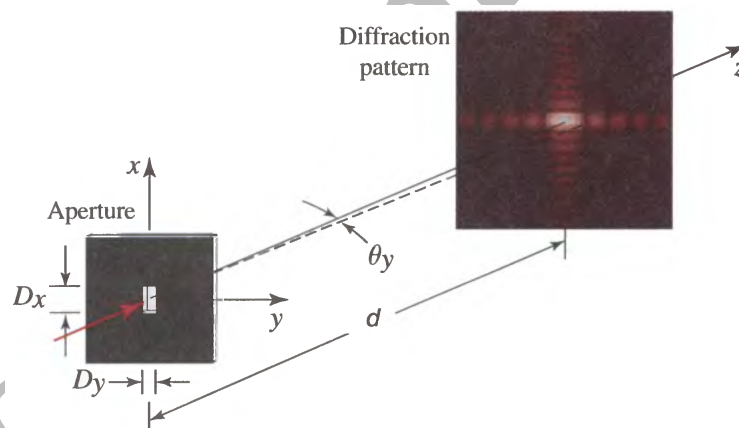 Diffraction
pattern
z
x
Aperture
θy
Dx
y
d
Dy